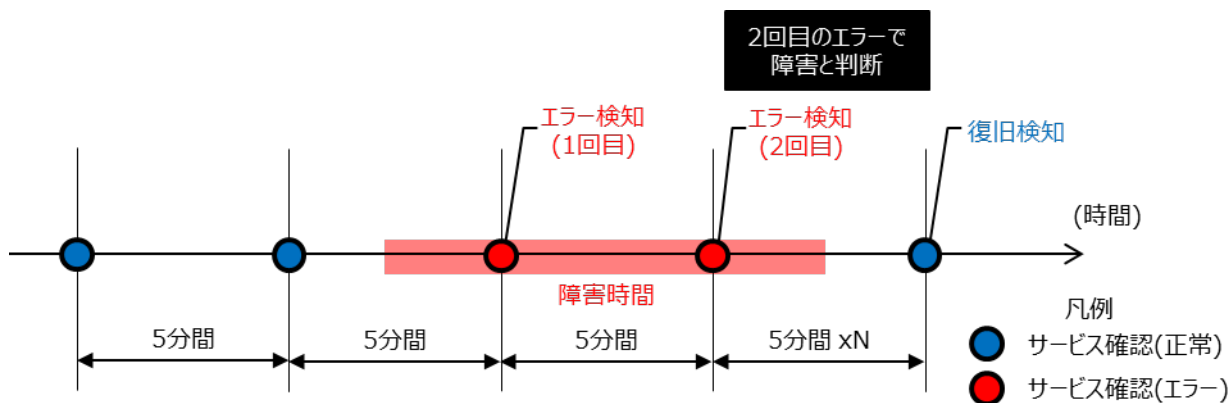 2回目のエラーで
障害と判断
エラー検知
(1回目)
エラー検知
(2回目)
復旧検知
(時間)
障害時間
5分間
5分間
5分間
5分間 xN
凡例
サービス確認(正常)
サービス確認(エラー)